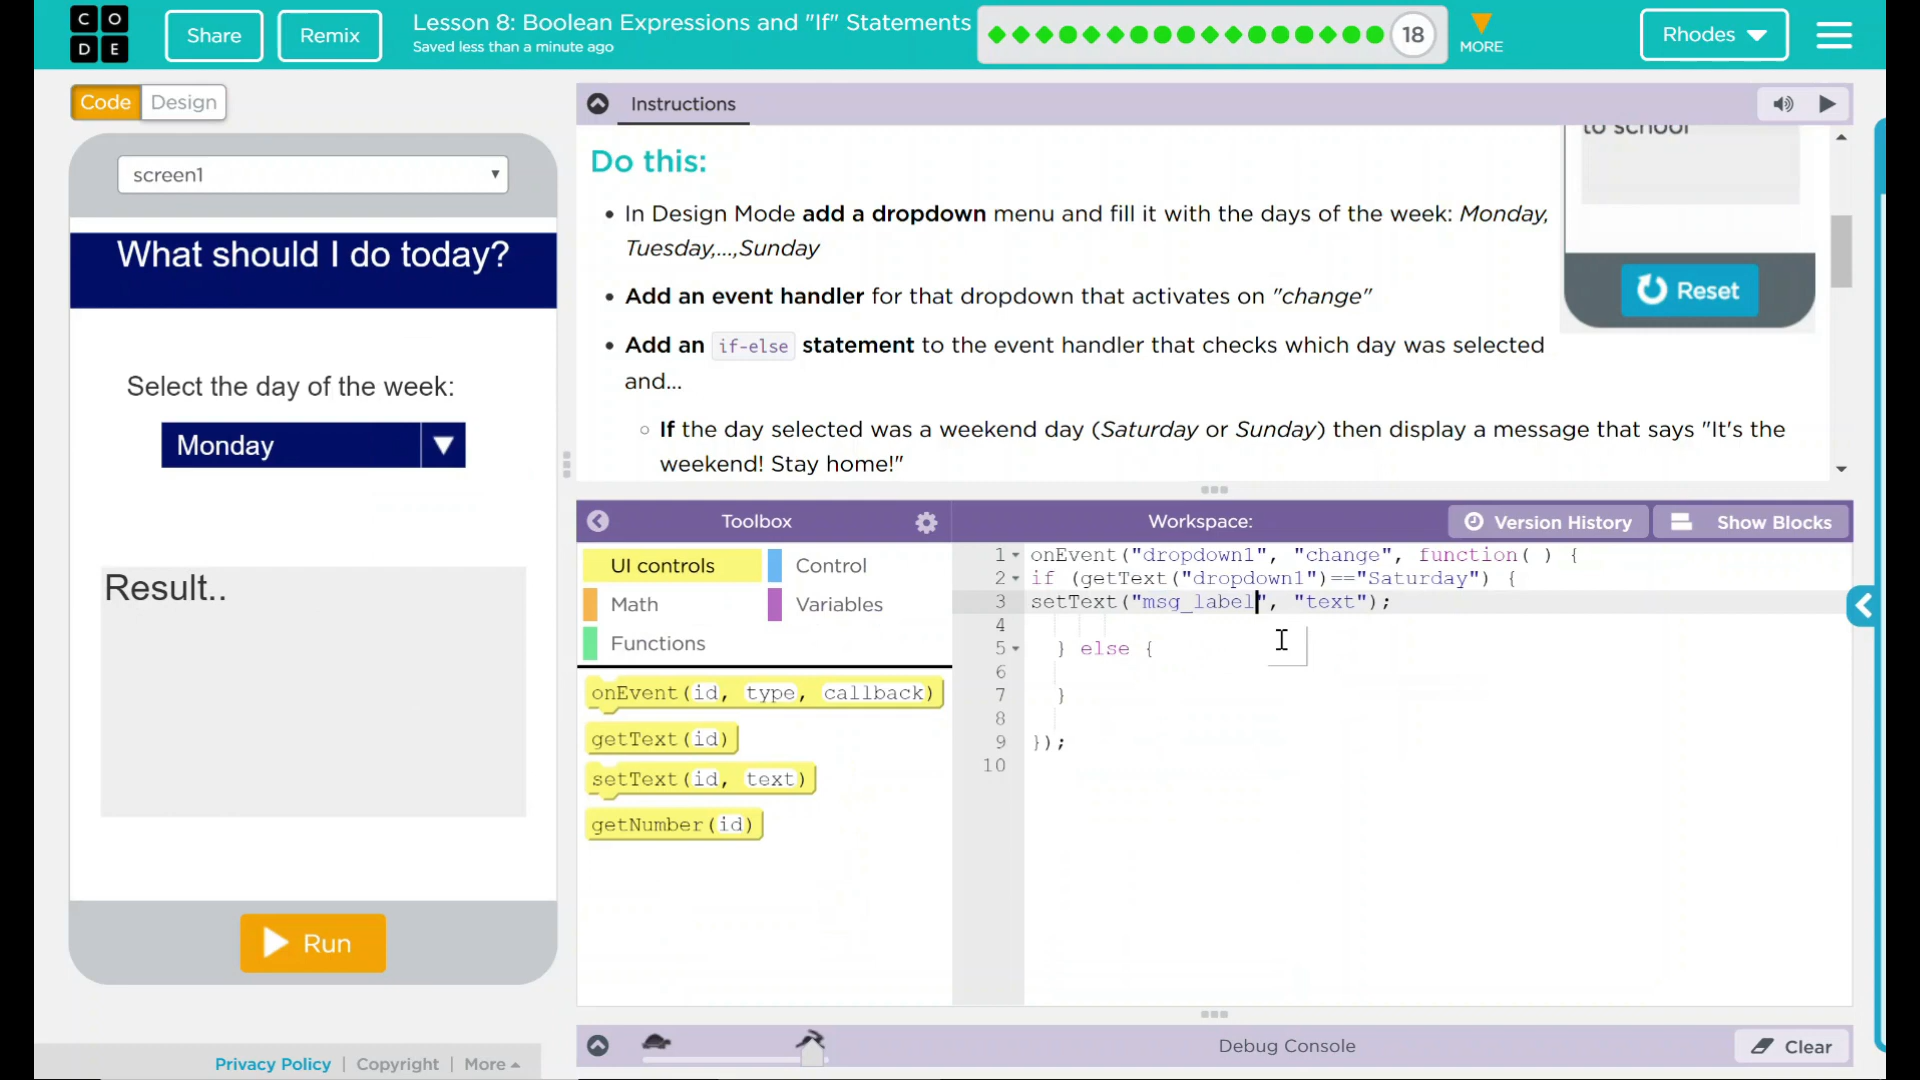 CODE
Share
Remix
Lesson 8: Boolean Expressions and "If" Statements
Saved less than a minute ago
18
MORE
Rhodes
Code
Design
screen1
What should I do today?
Select the day of the week:
Monday
Result..
Run
Privacy Policy | Copyright | More
Instructions
to school
Reset
Do this:
In Design Mode add a dropdown menu and fill it with the days of the week: Monday,
Tuesday,...,Sunday
Add an event handler for that dropdown that activates on "change"
Add an if-else statement to the event handler that checks which day was selected
and...
If the day selected was a weekend day (Saturday or Sunday) then display a message that says "It's the
weekend! Stay home!"
Toolbox
UI controls
Control
Math
Variables
Functions
onEvent(id, type, callback)
getText(id)
setText(id, text)
getNumber(id)
Workspace:
Version History
Show Blocks
1 onEvent("dropdown1", "change", function( ) {
2 if (getText("dropdown1")=="Saturday") {
3 setText("msg_label", "text");
4
5 } else {
6
7 }
8
9 });
10
Debug Console
Clear